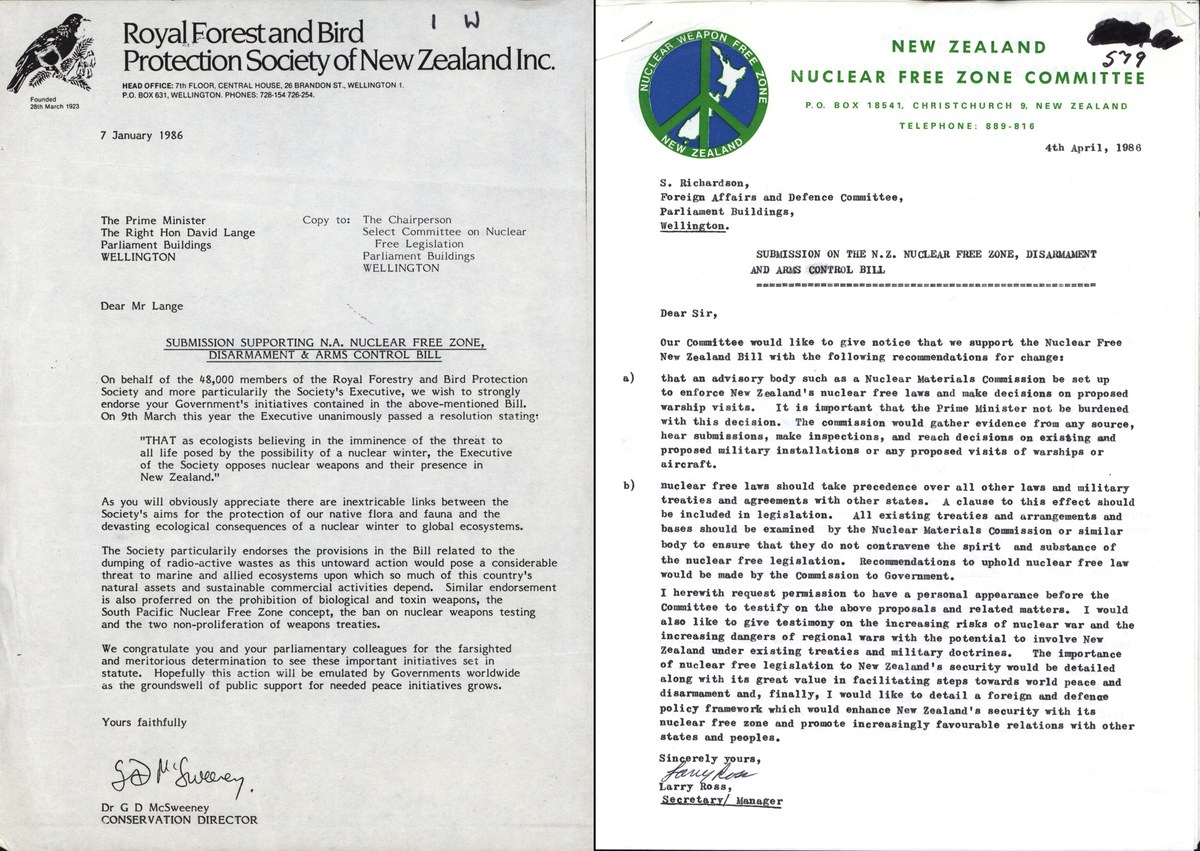 I W
Royal Forest and Bird
Protection Society of New Zealand Inc.
HEAD OFFICE: 7th FLOOR, CENTRAL HOUSE, 26 BRANDON ST., WELLINGTON 1.
P.O. BOX 631, WELLINGTON. PHONES: 728-154 726-254.
Founded
28th March 1923
7 January 1986
The Prime Minister
The Right Hon David Lange
Parliament Buildings
WELLINGTON
Copy to: The Chairperson
Select Committee on Nuclear
Free Legislation
Parliament Buildings
WELLINGTON
Dear Mr Lange
SUBMISSION SUPPORTING N.A. NUCLEAR FREE ZONE,
DISARMAMENT & ARMS CONTROL BILL
On behalf of the 48,000 members of the Royal Forestry and Bird Protection
Society and more particularly the Society's Executive, we wish to strongly
endorse your Government's initiatives contained in the above-mentioned Bill.
On 9th March this year the Executive unanimously passed a resolution stating:
"THAT as ecologists believing in the imminence of the threat to
all life posed by the possibility of a nuclear winter, the Executive
of the Society opposes nuclear weapons and their presence in
New Zealand."
As you will obviously appreciate there are inextricable links between the
Society's aims for the protection of our native flora and fauna and the
devasting ecological consequences of a nuclear winter to global ecosystems.
The Society particularily endorses the provisions in the Bill related to the
dumping of radio-active wastes as this untoward action would pose a considerable
threat to marine and allied ecosystems upon which so much of this country's
natural assets and sustainable commercial activities depend. Similar endorsement
is also proferred on the prohibition of biological and toxin weapons, the
South Pacific Nuclear Free Zone concept, the ban on nuclear weapons testing
and the two non-proliferation of weapons treaties.
We congratulate you and your parliamentary colleagues for the farsighted
and meritorious determination to see these important initiatives set in
statute. Hopefully this action will be emulated by Governments worldwide
as the groundswell of public support for needed peace initiatives grows.
Yours faithfully
GD McSweeney.
Dr G D McSweeney
CONSERVATION DIRECTOR
NUCLEAR WEAPON FREE ZONE
NEW ZEALAND
NEW ZEALAND
NUCLEAR FREE ZONE COMMITTEE
579
P.O. BOX 18541, CHRISTCHURCH 9, NEW ZEALAND
TELEPHONE: 889-816
4th April, 1986
S. Richardson,
Foreign Affairs and Defence Committee,
Parliament Buildings,
Wellington.
SUBMISSION ON THE N.Z. NUCLEAR FREE ZONE, DISARMAMENT
AND ARMS CONTROL BILL
=====================================================
Dear Sir,
Our Committee would like to give notice that we support the Nuclear Free
New Zealand Bill with the following recommendations for change:
a) that an advisory body such as a Nuclear Materials Commission be set up
to enforce New Zealand's nuclear free laws and make decisions on proposed
warship visits. It is important that the Prime Minister not be burdened
with this decision. The commission would gather evidence from any source,
hear submissions, make inspections, and reach decisions on existing and
proposed military installations or any proposed visits of warships or
aircraft.
b) nuclear free laws should take precedence over all other laws and military
treaties and agreements with other states. A clause to this effect should
be included in legislation. All existing treaties and arrangements and
bases should be examined by the Nuclear Materials Commission or similar
body to ensure that they do not contravene the spirit and substance of
the nuclear free legislation. Recommendations to uphold nuclear free law
would be made by the Commission to Government.
I herewith request permission to have a personal appearance before the
Committee to testify on the above proposals and related matters. I would
also like to give testimony on the increasing risks of nuclear war and the
increasing dangers of regional wars with the potential to involve New
Zealand under existing treaties and military doctrines. The importance
of nuclear free legislation to New Zealand's security would be detailed
along with its great value in facilitating steps towards world peace and
disarmament and, finally, I would like to detail a foreign and defence
policy framework which would enhance New Zealand's security with its
nuclear free zone and promote increasingly favourable relations with other
states and peoples.
Sincerely yours,
Larry Ross
Larry Ross,
Secretary/ Manager